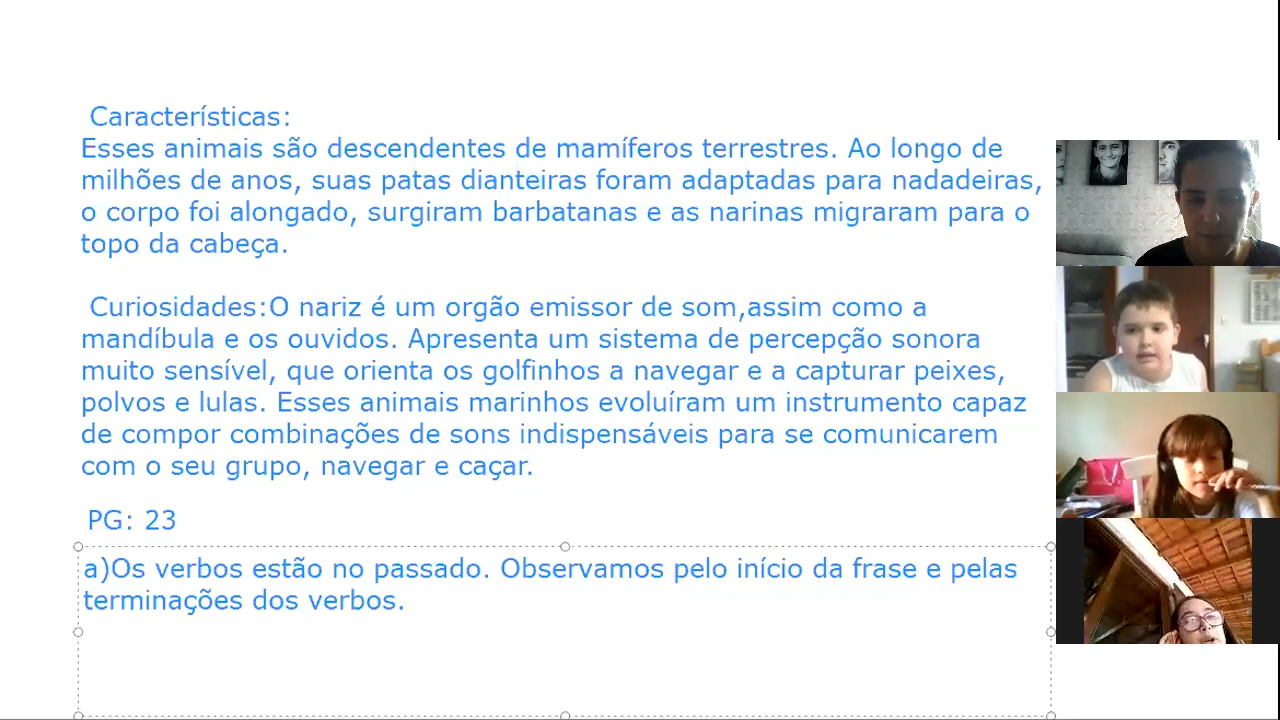 Características:
Esses animais são descendentes de mamíferos terrestres. Ao longo de
milhões de anos, suas patas dianteiras foram adaptadas para nadadeiras,
o corpo foi alongado, surgiram barbatanas e as narinas migraram para o
topo da cabeça.
Curiosidades:O nariz é um orgão emissor de som,assim como a
mandíbula e os ouvidos. Apresenta um sistema de percepção sonora
muito sensível, que orienta os golfinhos a navegar e a capturar peixes,
polvos e lulas. Esses animais marinhos evoluíram um instrumento capaz
de compor combinações de sons indispensáveis para se comunicarem
com o seu grupo, navegar e caçar.
PG: 23
a)Os verbos estão no passado. Observamos pelo início da frase e pelas
terminações dos verbos.